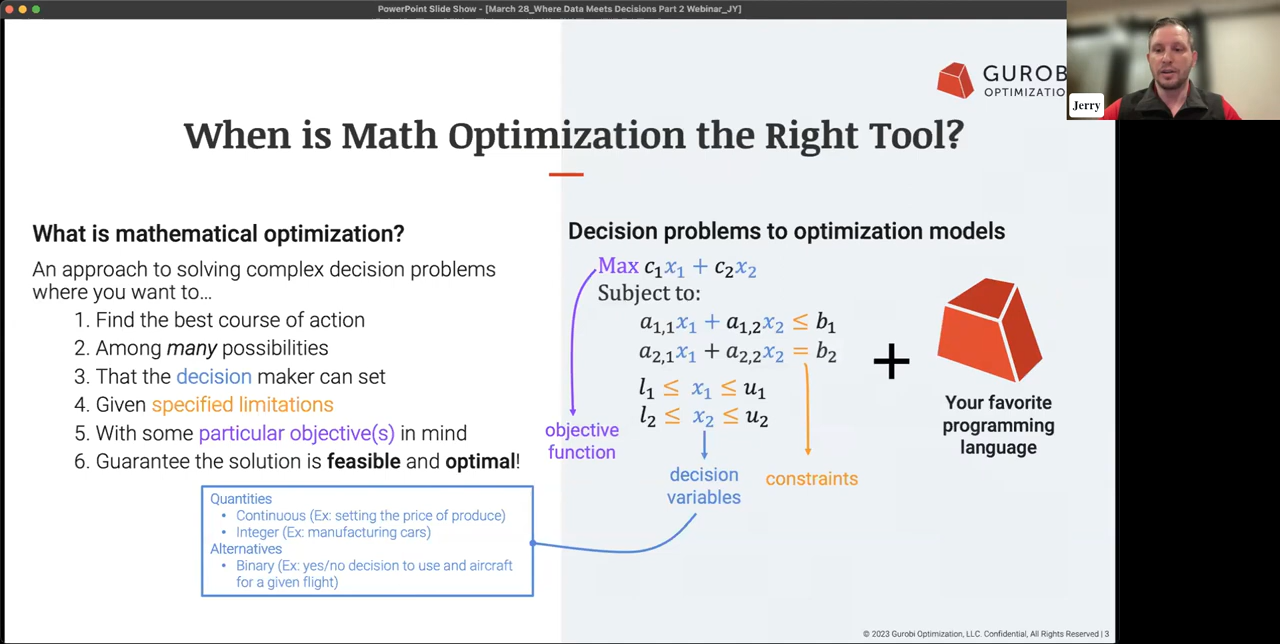 PowerPoint Slide Show - [March 28_Where Data Meets Decisions Part 2 Webinar_JY]
GUROB
OPTIMIZATIO
Jerry
When is Math Optimization the Right Tool?
What is mathematical optimization?
An approach to solving complex decision problems
where you want to...
1. Find the best course of action
2. Among many possibilities
3. That the decision maker can set
4. Given specified limitations
5. With some particular objective(s) in mind
6. Guarantee the solution is feasible and optimal!
Quantities
• Continuous (Ex: setting the price of produce)
• Integer (Ex: manufacturing cars)
Alternatives
• Binary (Ex: yes/no decision to use and aircraft
for a given flight)
Decision problems to optimization models
Max c₁x₁ + c₂x₂
Subject to:
a₁,₁x₁ + a₁,₂x₂ ≤ b₁
a₂,₁x₁ + a₂,₂x₂ = b₂
l₁ ≤ x₁ ≤ u₁
l₂ ≤ x₂ ≤ u₂
objective
function
decision
variables
constraints
+
Your favorite
programming
language
© 2023 Gurobi Optimization, LLC. Confidential, All Rights Reserved | 3